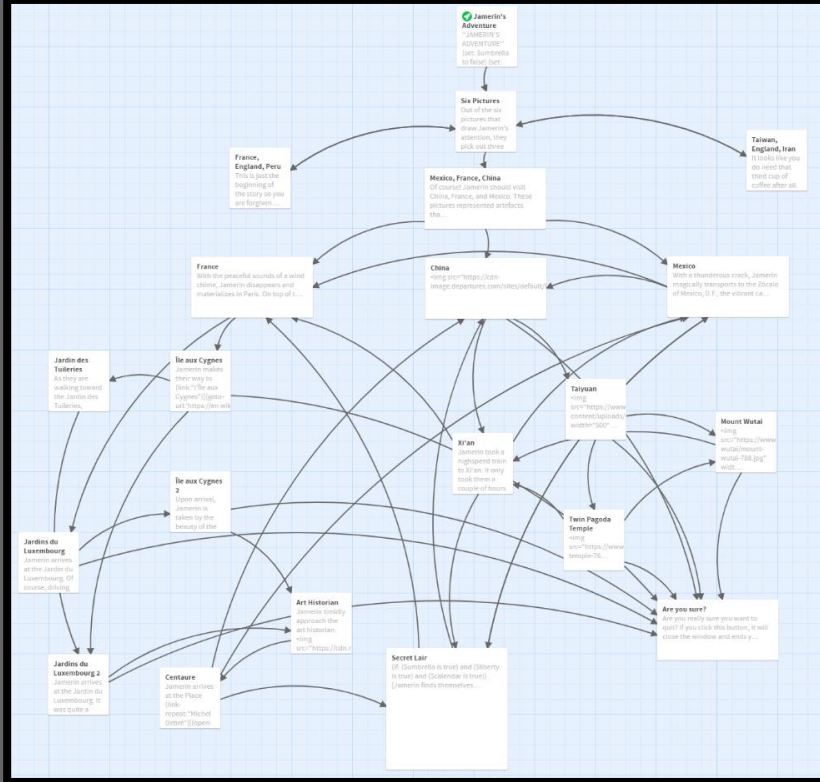 Jamerin's
Adventure
"JAMERIN'S
ADVENTURE"
(set: $umbrella
to false) (set:
Six Pictures
Out of the six
pictures that
draw Jamerin's
attention, they
pick out three
France,
England, Peru
This is just the
beginning of
the story so you
are forgiven...
Taiwan,
England, Iran
It looks like you
do need that
third cup of
coffee after all.
Mexico, France, China
Of course! Jamerin should visit
China, France, and Mexico. These
pictures represented artefacts
tha...
France
With the peaceful sounds of a wind
chime, Jamerin disappears and
materializes in Paris. On top of t...
China
<img src="https://cdn-
image.departures.com/sites/default/
Mexico
With a thunderous crack, Jamerin
magically transports to the Zócalo
of Mexico, D.F., the vibrant ca...
Jardin des
Tuileries
As they are
walking toward
the Jardin du
Tuileries,
Île aux Cygnes
Jamerin makes
their way to
(link:"l'Île aux
Cygnes")[(goto-
url:'https://en.wik
Taiyuan
<img
src="https://www
content/uploads/
width="500" ...
Mount Wutai
<img
src="https://www
wutai/mount-
wutai-788.jpg"
widt...
Xi'an
Jamerin took a
highspeed train
to Xi'an. It only
took them a
couple of hours
Île aux Cygnes
2
Upon arrival,
Jamerin is
taken by the
beauty of the
Twin Pagoda
Temple
<img
src="https://www
temple-76...
Jardins du
Luxembourg
Jamerin arrives
at the Jardin du
Luxembourg. Of
course, driving
Art Historian
Jamerin timidly
approach the
art historian.
<img
src="https://cdn.r
Are you sure?
Are you really sure you want to
quit? If you click this button, it will
close the window and ends y...
Jardins du
Luxembourg 2
Jamerin arrives
at the Jardin du
Luxembourg. It
was quite a
Centaure
Jamerin arrives
at the Place
(link-
repeat:"Michel
Debré")[(open-
Secret Lair
(if: ($umbrella is true) and ($liberty
is true) and ($calendar is true))
[Jamerin finds themselves...